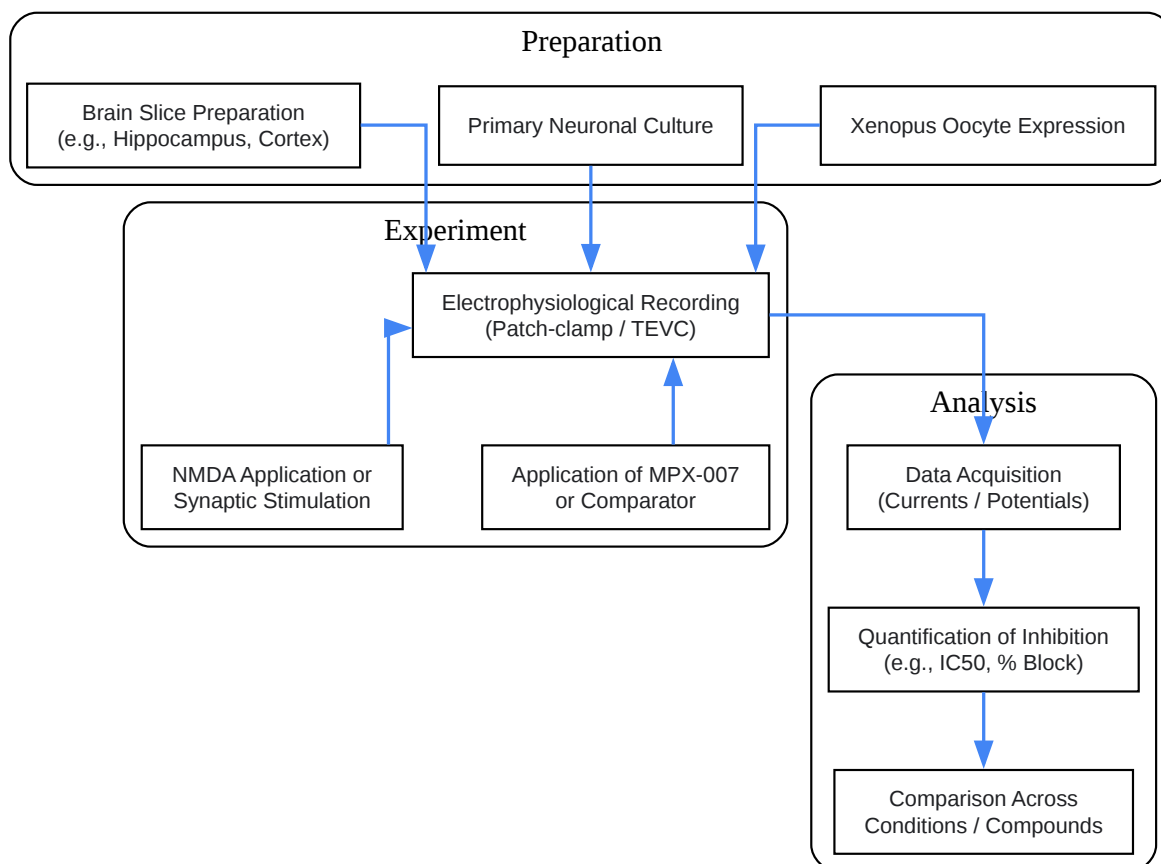 Preparation
Brain Slice Preparation
(e.g., Hippocampus, Cortex)
Primary Neuronal Culture
Xenopus Oocyte Expression
Experiment
Electrophysiological Recording
(Patch-clamp / TEVC)
NMDA Application or
Synaptic Stimulation
Application of MPX-007
or Comparator
Analysis
Data Acquisition
(Currents / Potentials)
Quantification of Inhibition
(e.g., IC50, % Block)
Comparison Across
Conditions / Compounds